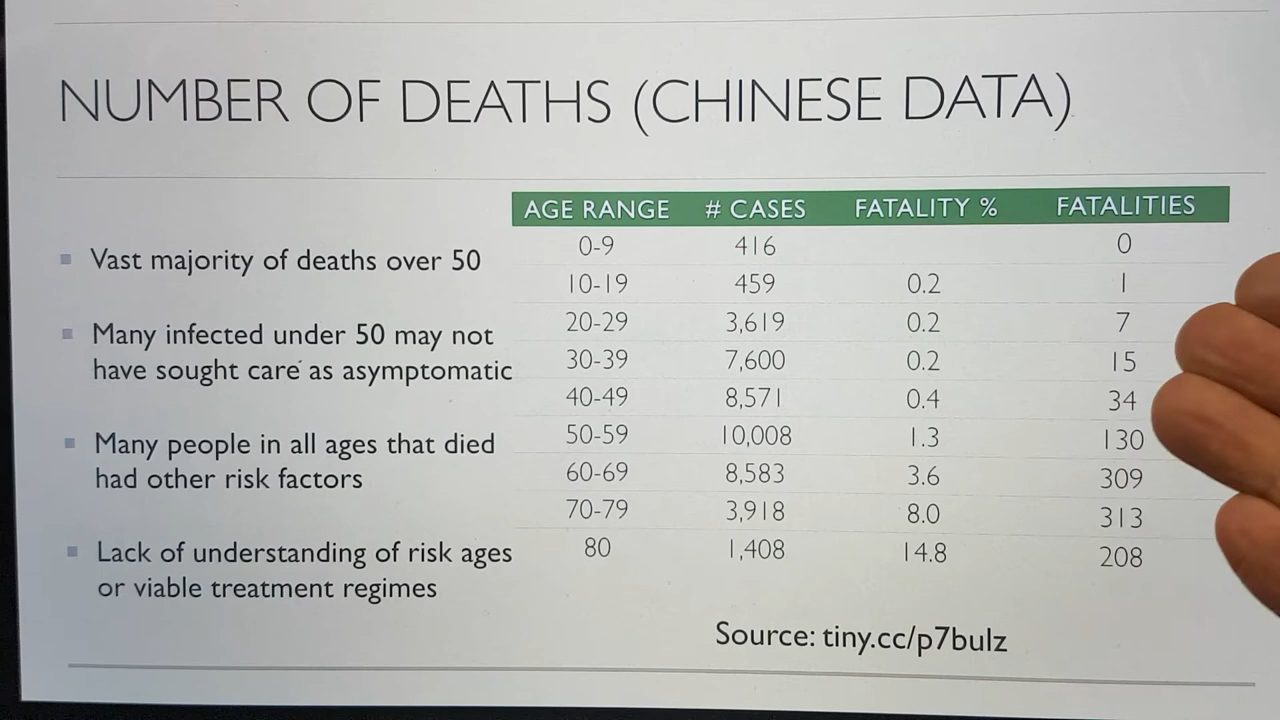 NUMBER OF DEATHS (CHINESE DATA)
Vast majority of deaths over 50
Many infected under 50 may not
have sought care as asymptomatic
Many people in all ages that died
had other risk factors
Lack of understanding of risk ages
or viable treatment regimes
AGE RANGE # CASES FATALITY % FATALITIES
0-9 416 0
10-19 459 0.2 1
20-29 3,619 0.2 7
30-39 7,600 0.2 15
40-49 8,571 0.4 34
50-59 10,008 1.3 130
60-69 8,583 3.6 309
70-79 3,918 8.0 313
80 1,408 14.8 208
Source: tiny.cc/p7bulz